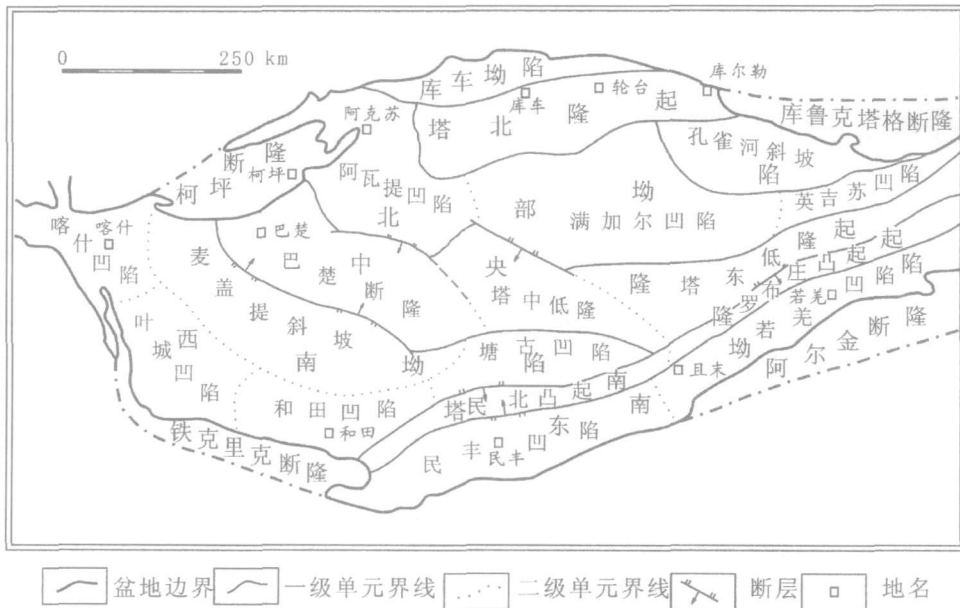 0 250 km
库车坳陷
库尔勒
轮台
库车
阿克苏
塔北隆起
库鲁克塔格断隆
孔雀河斜坡
柯坪断隆
柯坪
阿瓦提凹陷
北部坳陷
满加尔凹陷
英吉苏凹陷
喀什凹陷
喀什
巴楚
巴楚断隆
中央隆起
麦盖提斜坡
塔中低隆
塔东低隆
罗布庄凸起
若羌
若羌凹陷
阿尔金断隆
叶城凹陷
西南坳陷
塘古凹陷
且末
塔南隆起
民北凸起
和田凹陷
和田
东南坳陷
民丰凹陷
民丰
铁克里克断隆
盆地边界
一级单元界线
二级单元界线
断层
地名